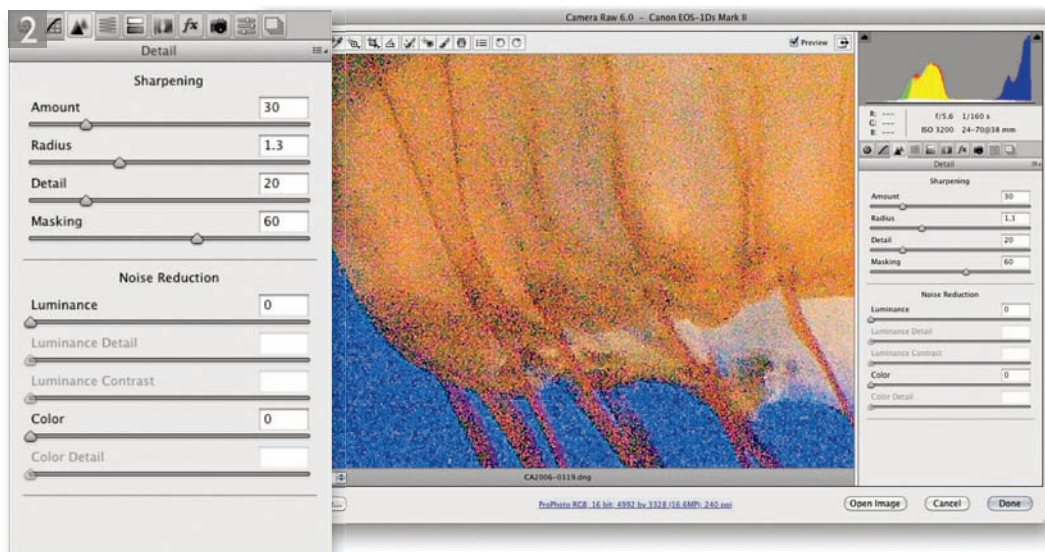 2
fx
Detail
Sharpening
Amount 30
Radius 1.3
Detail 20
Masking 60
Noise Reduction
Luminance 0
Luminance Detail
Luminance Contrast
Color 0
Color Detail
Camera Raw 6.0 – Canon EOS-1Ds Mark II
Preview
R: ---
G: ---
B: ---
f/5.6 1/160 s
ISO 3200 24-70@38 mm
fx
Detail
Sharpening
Amount 30
Radius 1.3
Detail 20
Masking 60
Noise Reduction
Luminance 0
Luminance Detail
Luminance Contrast
Color 0
Color Detail
CA2006-0319.dng
...
ProPhoto RGB; 16 bit; 4992 by 3328 (16.6MP); 240 ppi
Open Image
Cancel
Done